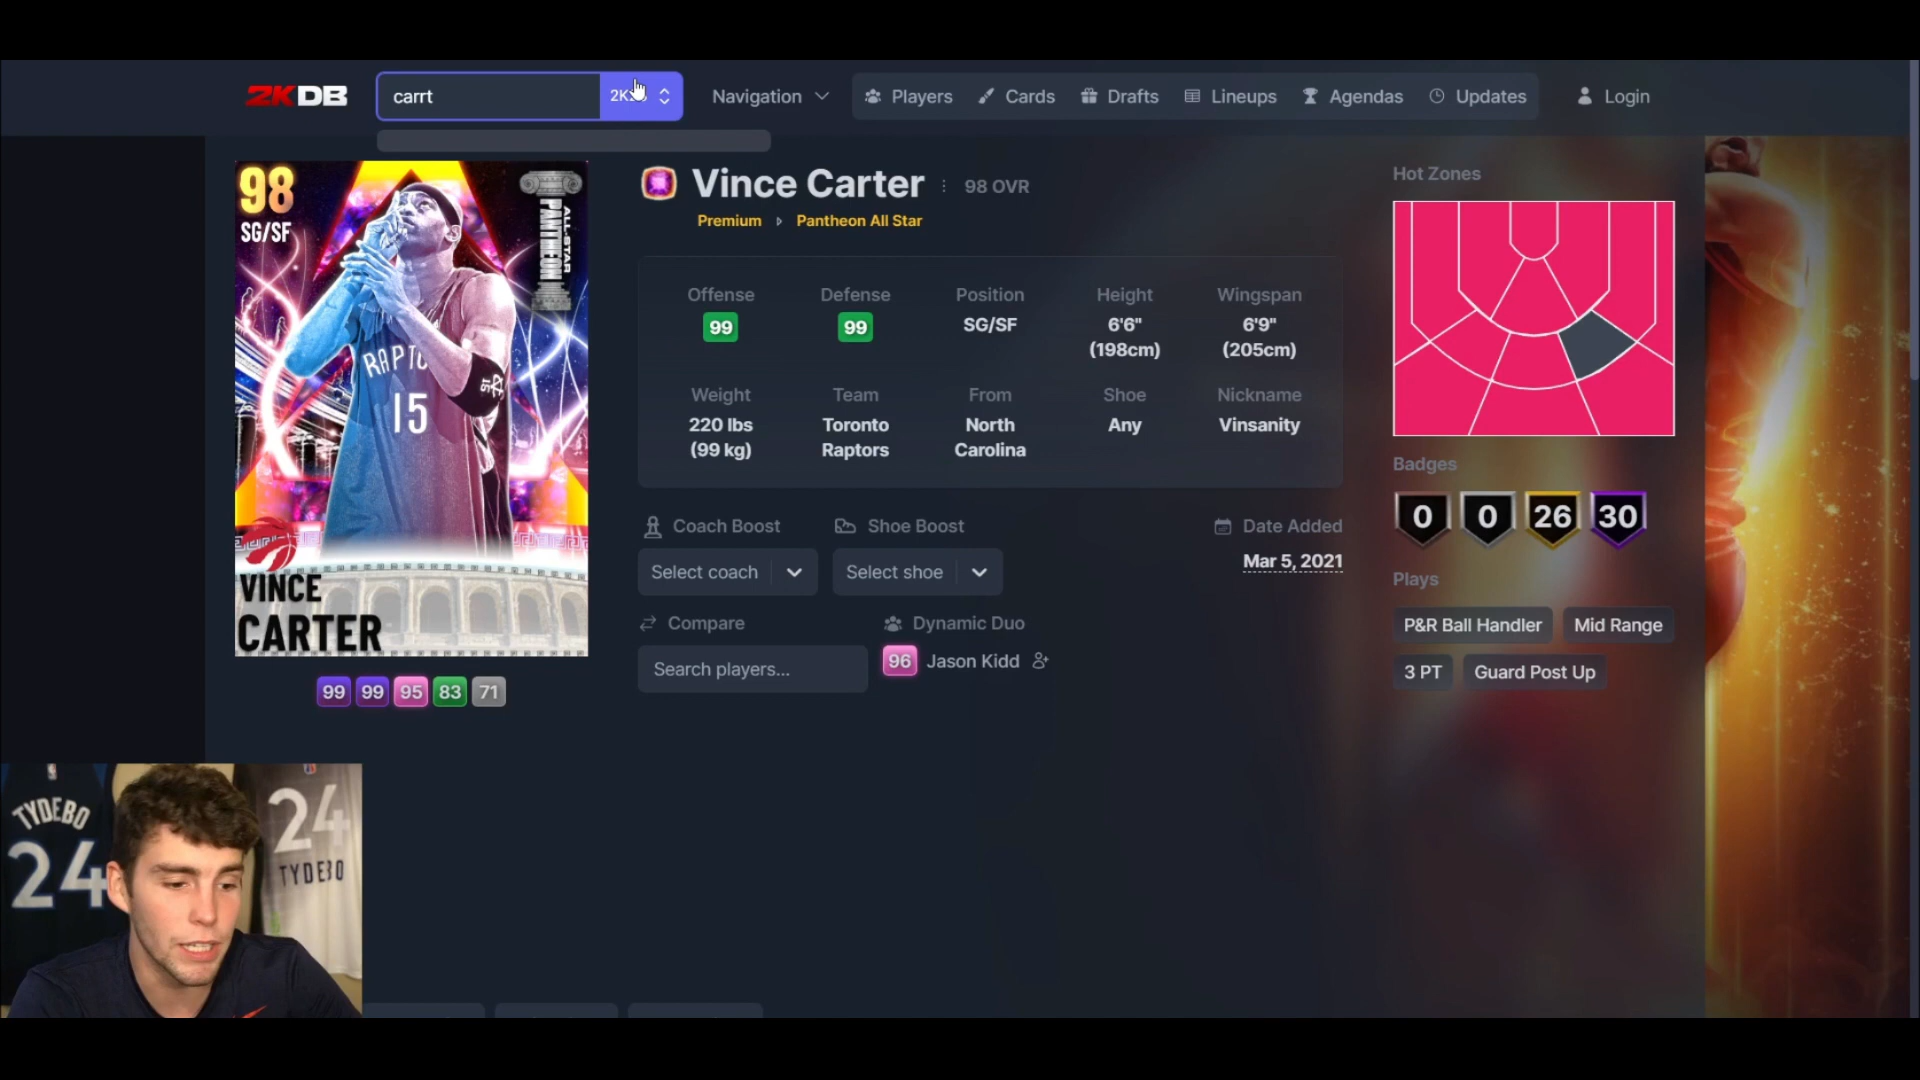 2KDB
carrt
Navigation
Players
Cards
Drafts
Lineups
Agendas
Updates
Login
98
SG/SF
ALL-STAR
PANTHEON
RAPTO
15
VINCE
CARTER
99 99 95 83 71
Vince Carter
98 OVR
Premium
Pantheon All Star
Offense
99
Defense
99
Position
SG/SF
Height
6'6"
(198cm)
Wingspan
6'9"
(205cm)
Weight
220 lbs
(99 kg)
Team
Toronto
Raptors
From
North
Carolina
Shoe
Any
Nickname
Vinsanity
Coach Boost
Select coach
Shoe Boost
Select shoe
Date Added
Mar 5, 2021
Compare
Search players...
Dynamic Duo
96 Jason Kidd
Hot Zones
Badges
0 0 26 30
Plays
P&R Ball Handler
Mid Range
3 PT
Guard Post Up
TYDEBO
24
24
TYDEBO